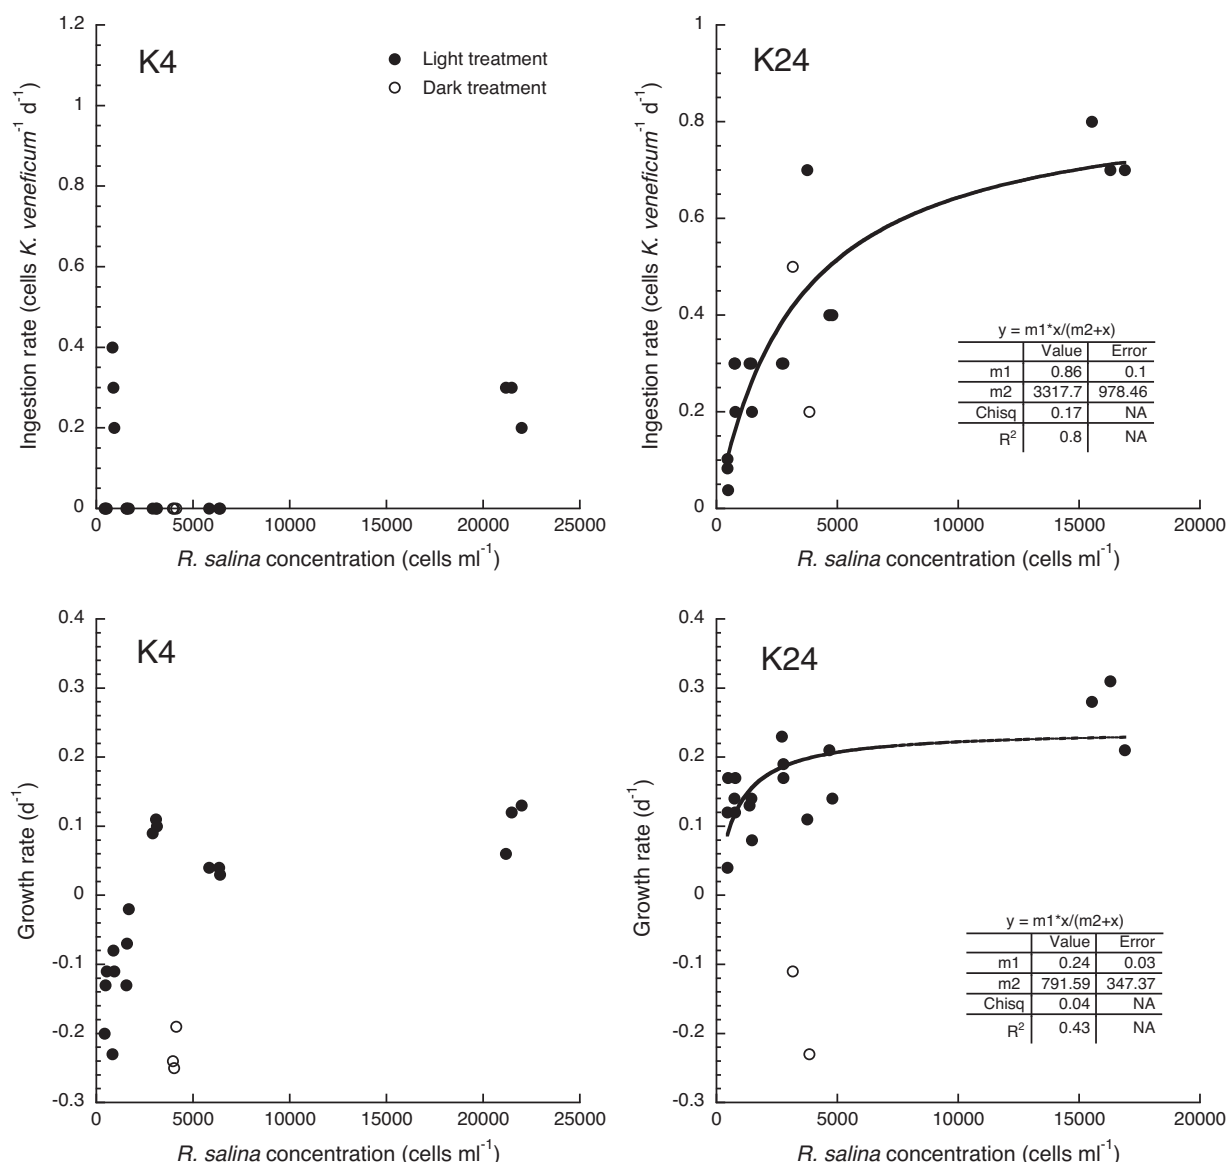 K4
Light treatment
Dark treatment
Ingestion rate (cells K. veneficum⁻¹ d⁻¹)
1.2
1
0.8
0.6
0.4
0.2
0
0 5000 10000 15000 20000 25000
R. salina concentration (cells ml⁻¹)
K24
Ingestion rate (cells K. veneficum⁻¹ d⁻¹)
1
0.8
0.6
0.4
0.2
0
y = m1*x/(m2+x)
Value Error
m1 0.86 0.1
m2 3317.7 978.46
Chisq 0.17 NA
R² 0.8 NA
0 5000 10000 15000 20000
R. salina concentration (cells ml⁻¹)
K4
Growth rate (d⁻¹)
0.4
0.3
0.2
0.1
0
-0.1
-0.2
-0.3
0 5000 10000 15000 20000 25000
R. salina concentration (cells ml⁻¹)
K24
Growth rate (d⁻¹)
0.4
0.3
0.2
0.1
0
-0.1
-0.2
-0.3
y = m1*x/(m2+x)
Value Error
m1 0.24 0.03
m2 791.59 347.37
Chisq 0.04 NA
R² 0.43 NA
0 5000 10000 15000 20000
R. salina concentration (cells ml⁻¹)